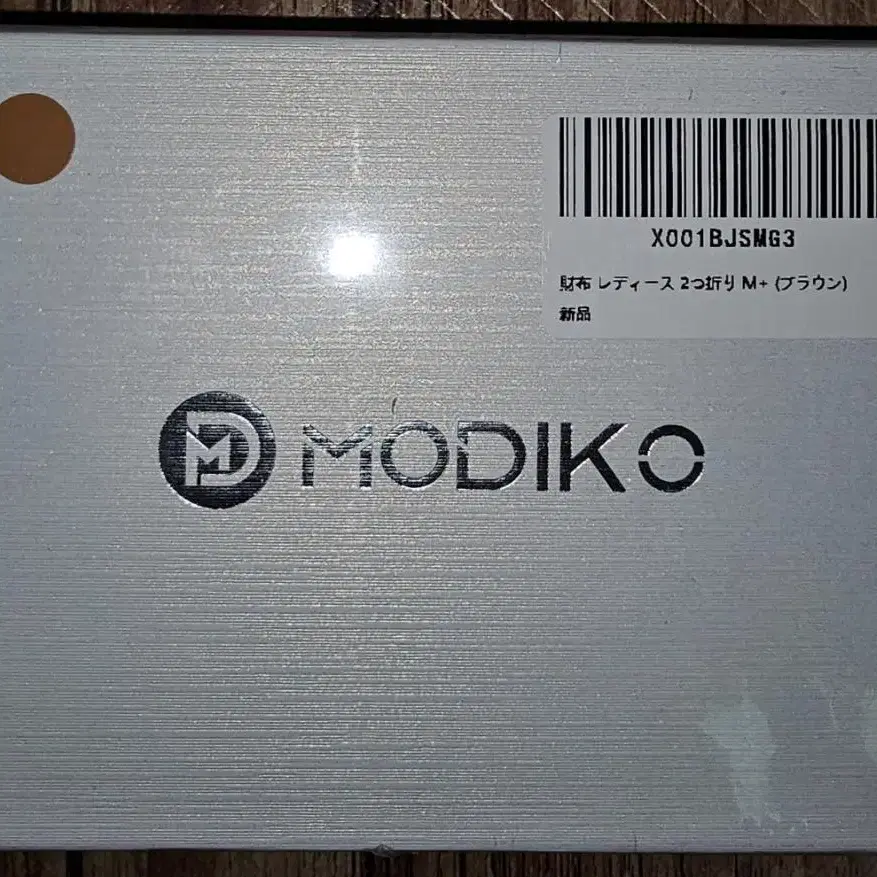 X001BJSMG3
財布 レディース 2つ折り M+ (ブラウン)
新品
MODIKO